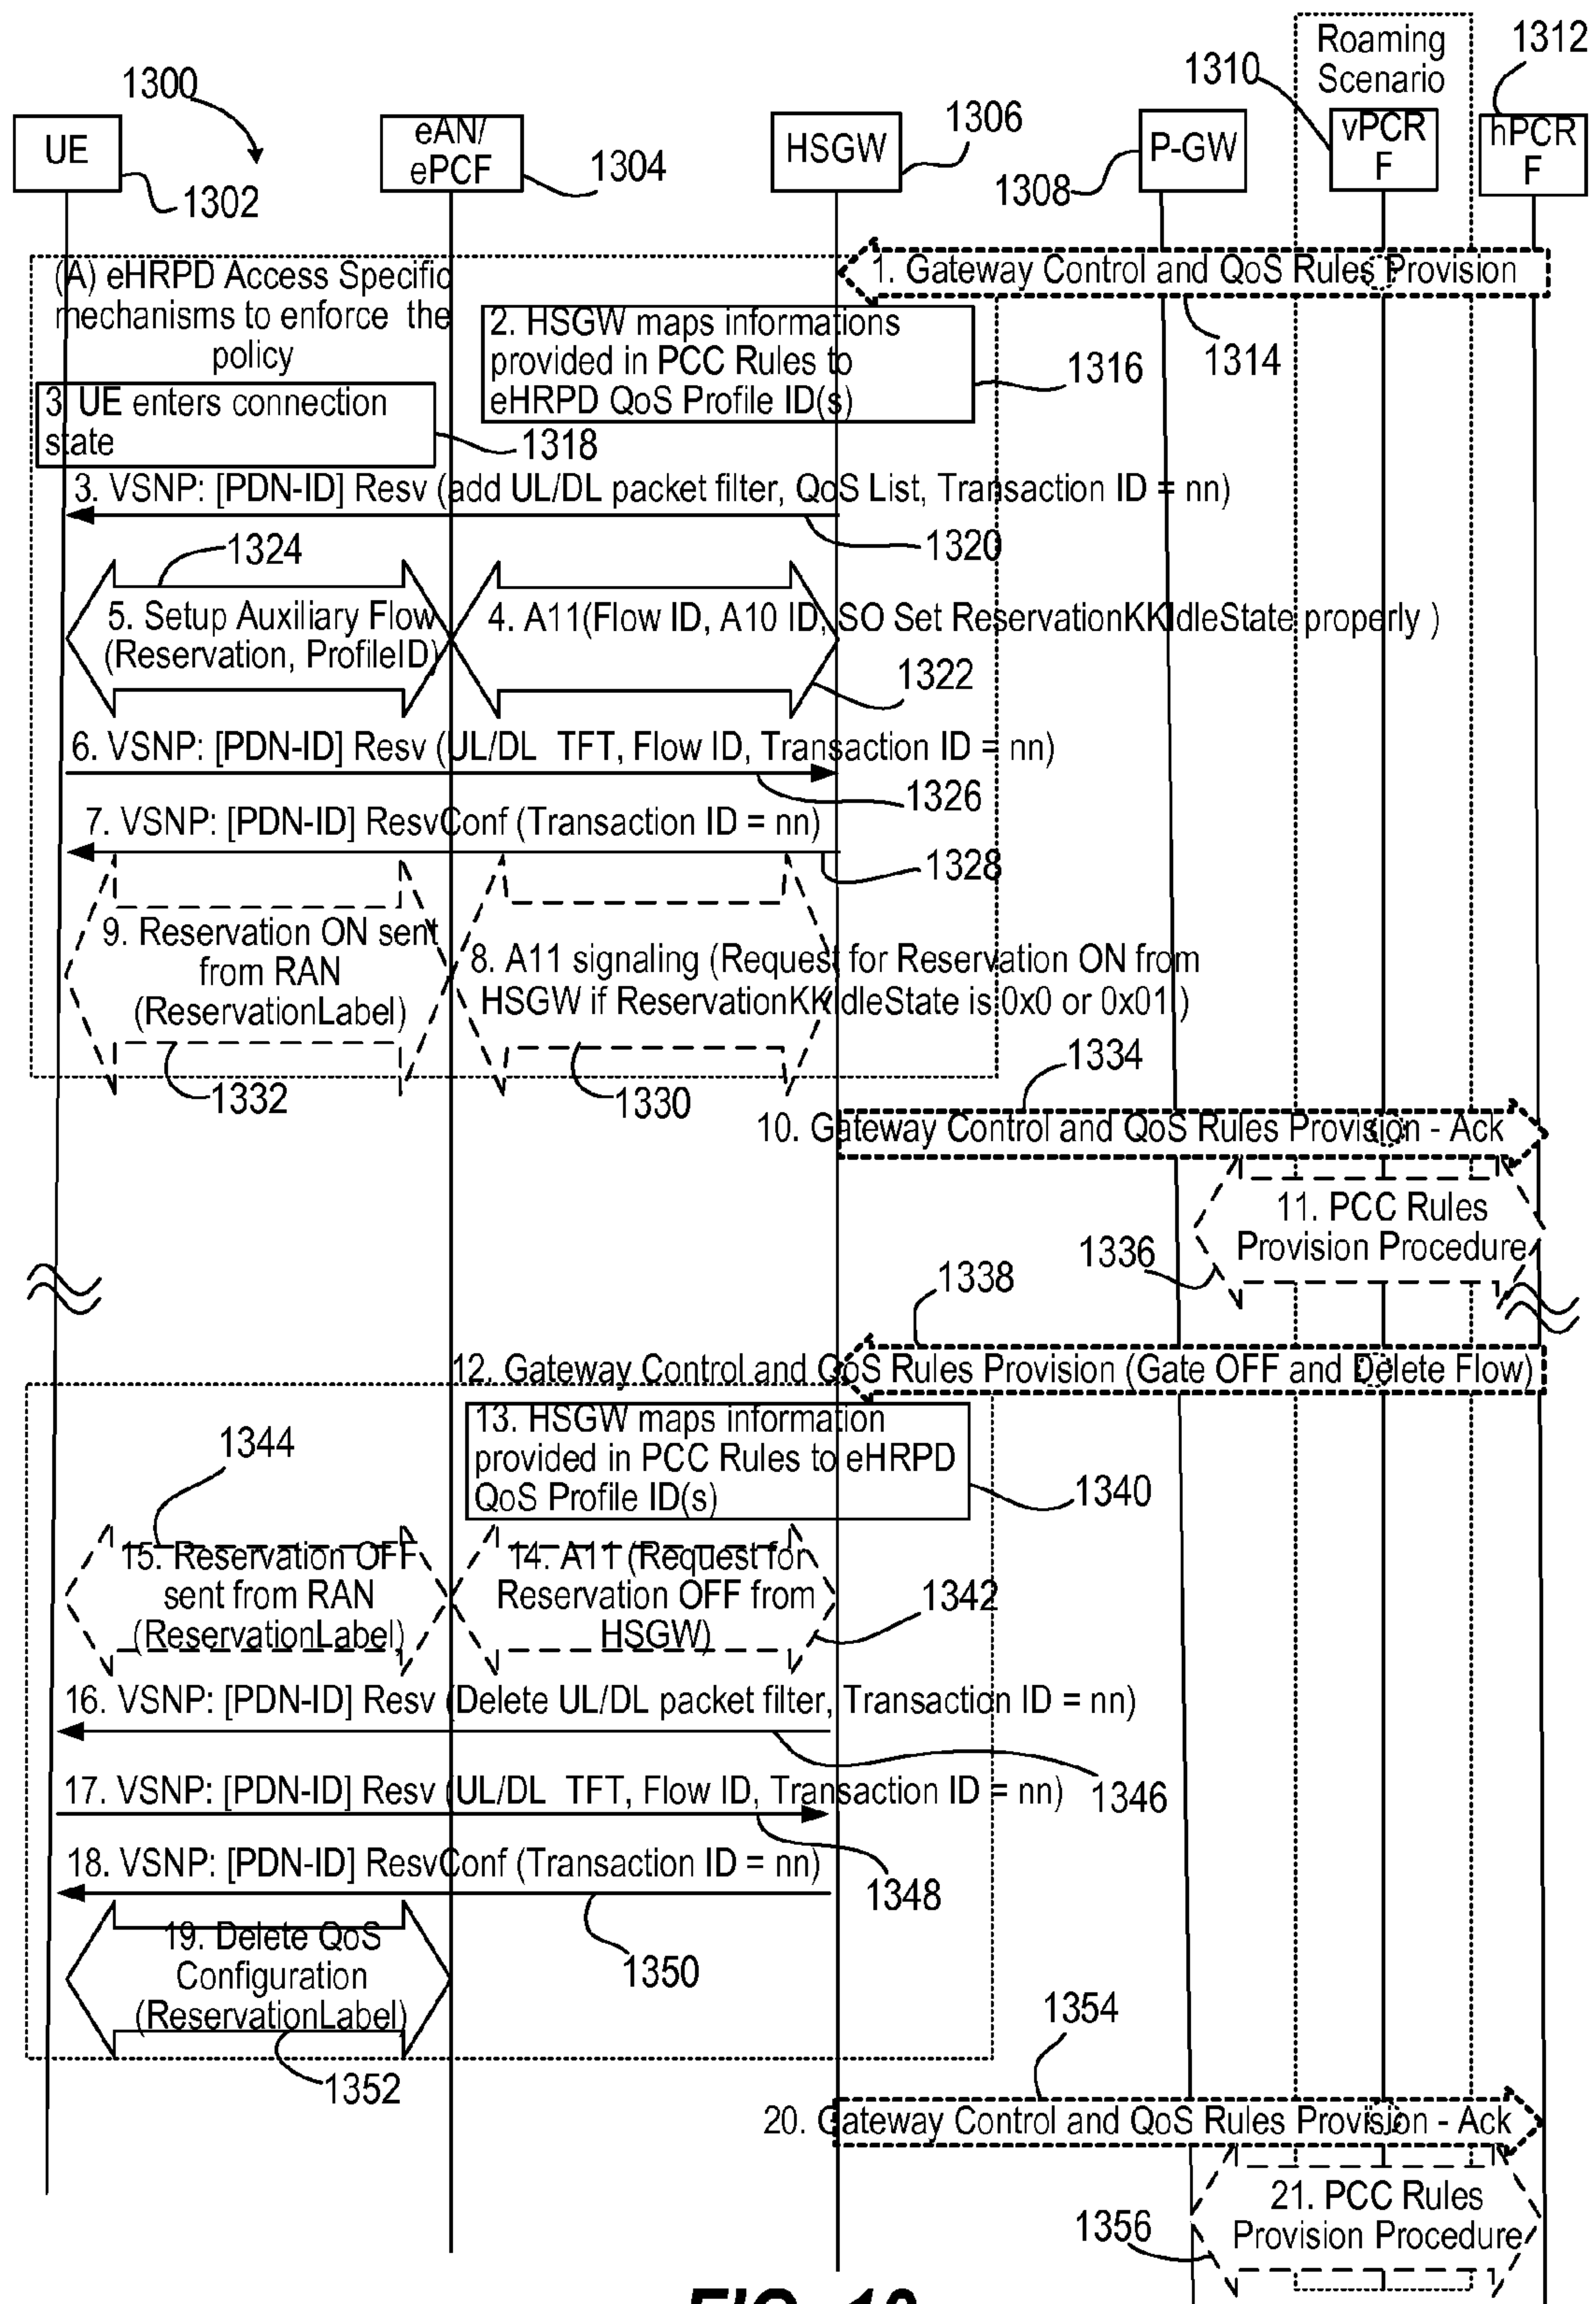 Roaming
Scenario
1312
1310
1300
UE
eAN/
ePCF
HSGW
1306
P-GW
vPCR
F
hPCR
F
1302
1304
1308
(A) eHRPD Access Specific
mechanisms to enforce the
policy
1. Gateway Control and QoS Rules Provision
1314
2. HSGW maps informations
provided in PCC Rules to
eHRPD QoS Profile ID(s)
1316
3. UE enters connection
state
1318
3. VSNP: [PDN-ID] Resv (add UL/DL packet filter, QoS List, Transaction ID = nn)
1320
1324
5. Setup Auxiliary Flow
(Reservation, ProfileID)
4. A11(Flow ID, A10 ID, SO Set ReservationKKIdleState properly )
1322
6. VSNP: [PDN-ID] Resv (UL/DL TFT, Flow ID, Transaction ID = nn)
1326
7. VSNP: [PDN-ID] ResvConf (Transaction ID = nn)
1328
9. Reservation ON sent
from RAN
(ReservationLabel)
8. A11 signaling (Request for Reservation ON from
HSGW if ReservationKKIdleState is 0x0 or 0x01 )
1332
1330
1334
10. Gateway Control and QoS Rules Provision - Ack
11. PCC Rules
Provision Procedure
1336
1338
12. Gateway Control and QoS Rules Provision (Gate OFF and Delete Flow)
13. HSGW maps information
provided in PCC Rules to eHRPD
QoS Profile ID(s)
1340
1344
15. Reservation OFF
sent from RAN
(ReservationLabel)
14. A11 (Request for
Reservation OFF from
HSGW)
1342
16. VSNP: [PDN-ID] Resv (Delete UL/DL packet filter, Transaction ID = nn)
1346
17. VSNP: [PDN-ID] Resv (UL/DL TFT, Flow ID, Transaction ID = nn)
1348
18. VSNP: [PDN-ID] ResvConf (Transaction ID = nn)
1350
19. Delete QoS
Configuration
(ReservationLabel)
1352
1354
20. Gateway Control and QoS Rules Provision - Ack
21. PCC Rules
Provision Procedure
1356